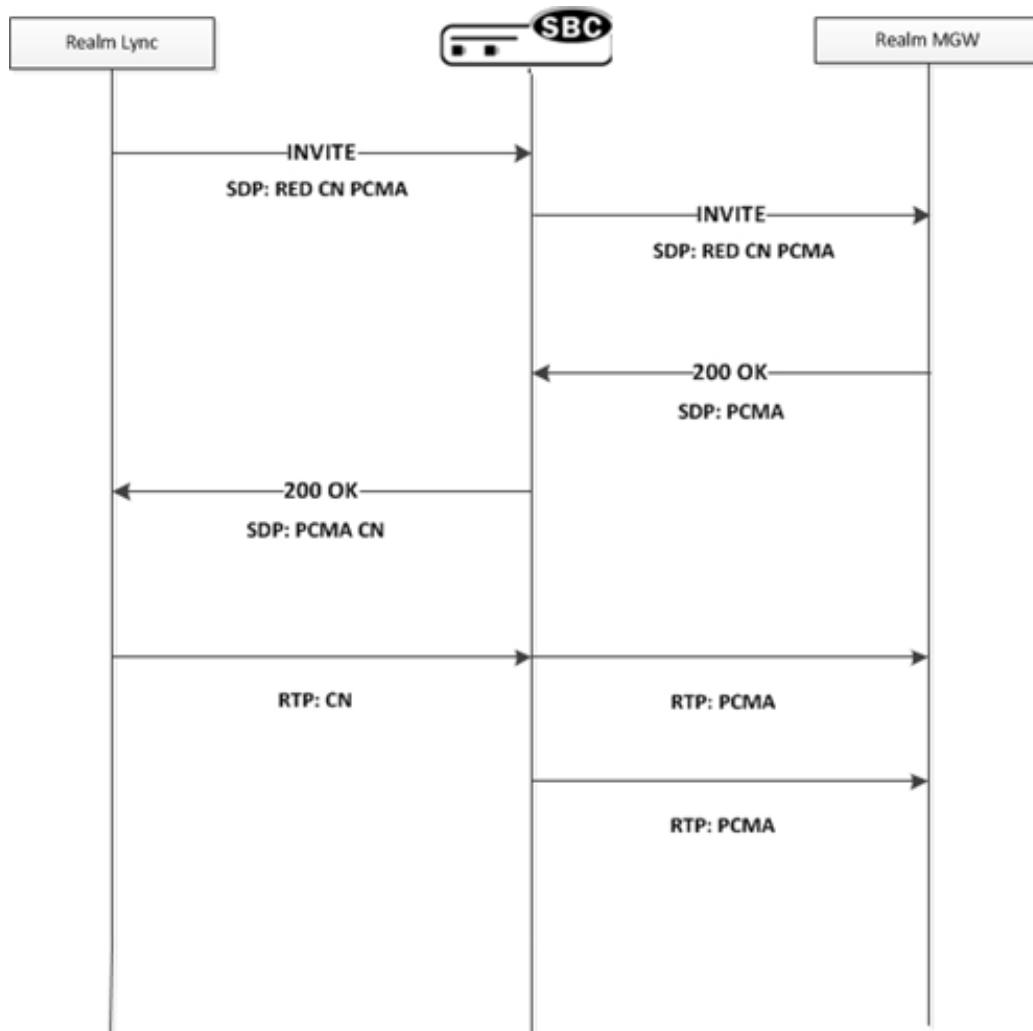 Realm Lync
SBC
Realm MGW
INVITE
SDP: RED CN PCMA
INVITE
SDP: RED CN PCMA
200 OK
SDP: PCMA
200 OK
SDP: PCMA CN
RTP: CN
RTP: PCMA
RTP: PCMA